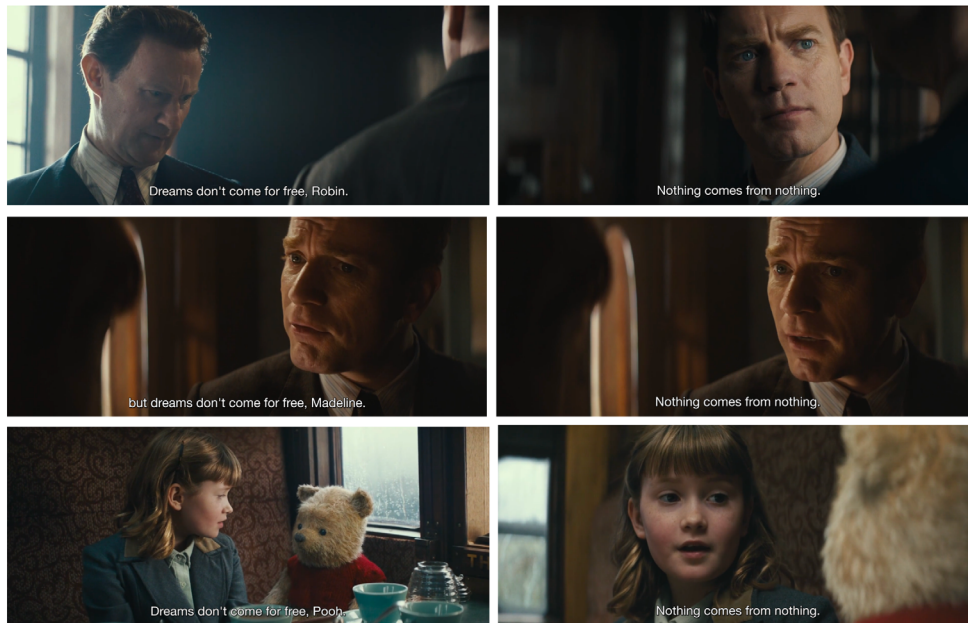 Dreams don't come for free, Robin.
Nothing comes from nothing.
but dreams don't come for free, Madeline.
Nothing comes from nothing.
Dreams don't come for free, Pooh.
Nothing comes from nothing.